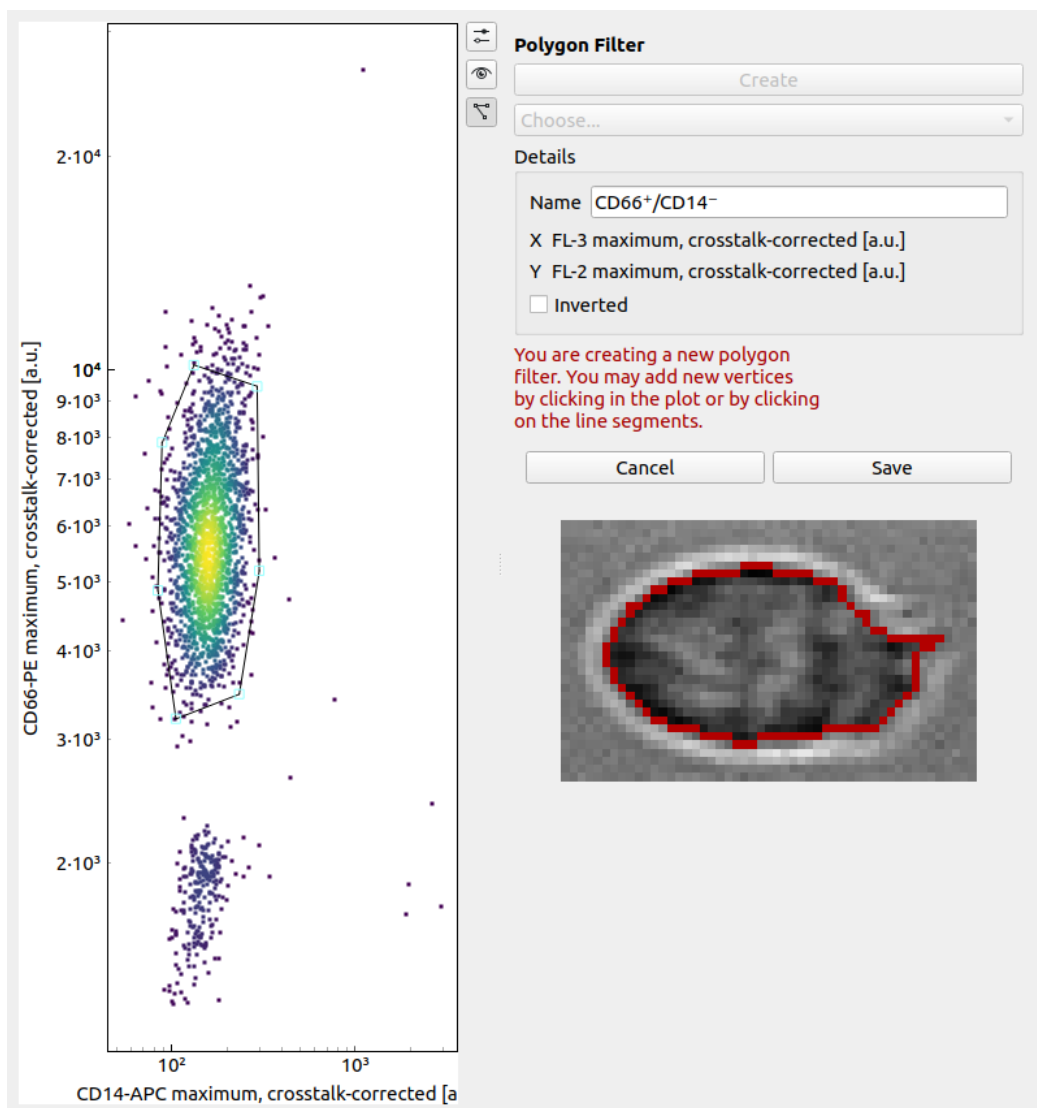 Polygon Filter
Create
Choose...
Details
Name CD66⁺/CD14⁻
X FL-3 maximum, crosstalk-corrected [a.u.]
Y FL-2 maximum, crosstalk-corrected [a.u.]
Inverted
You are creating a new polygon
filter. You may add new vertices
by clicking in the plot or by clicking
on the line segments.
Cancel Save
CD66-PE maximum, crosstalk-corrected [a.u.]
2·10⁴
10⁴
9·10³
8·10³
7·10³
6·10³
5·10³
4·10³
3·10³
2·10³
10² 10³
CD14-APC maximum, crosstalk-corrected [a